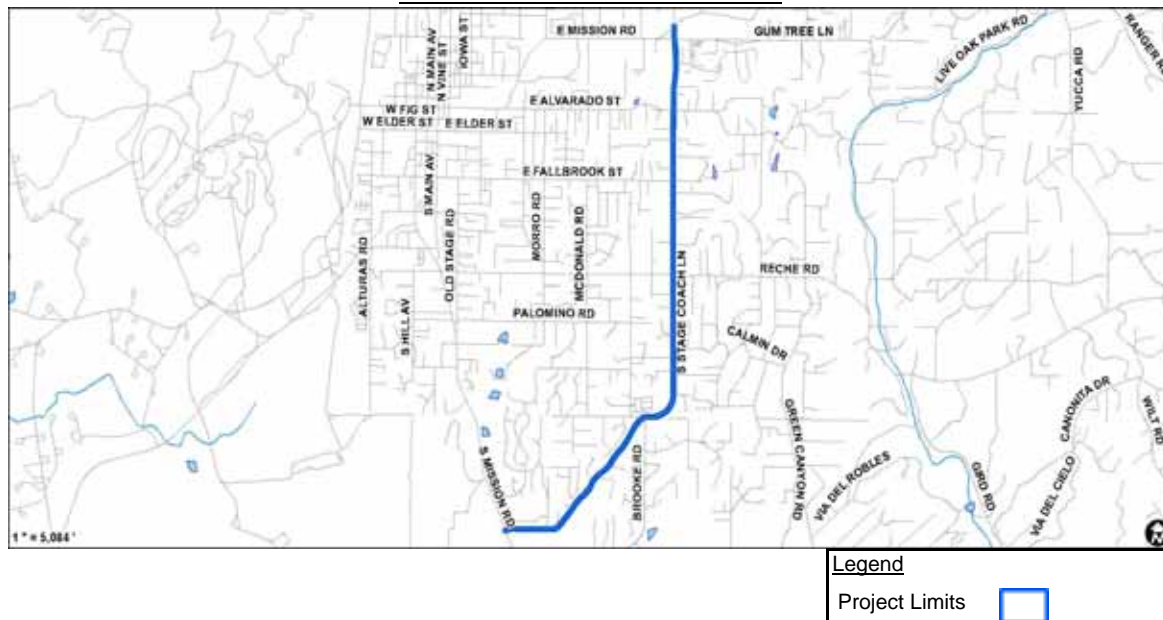 E MISSION RD
GUM TREE LN
LIVE OAK PARK RD
RANGER RD
YUCCA RD
N MAIN AV
N VINE ST
IOWA ST
W FIG ST
E ALVARADO ST
W ELDER ST
E ELDER ST
S MAIN AV
E FALLBROOK ST
ALTURAS RD
OLD STAGE RD
MORRO RD
MCDONALD RD
S STAGE COACH LN
RECHE RD
S HILL AV
PALOMINO RD
CALMIN DR
GREEN CANYON RD
CANONITA DR
WILT RD
S MISSION RD
BROOKE RD
VIA DEL ROBLES
GIRD RD
VIA DEL CIELO
1 " = 5,084 '
N
Legend
Project Limits